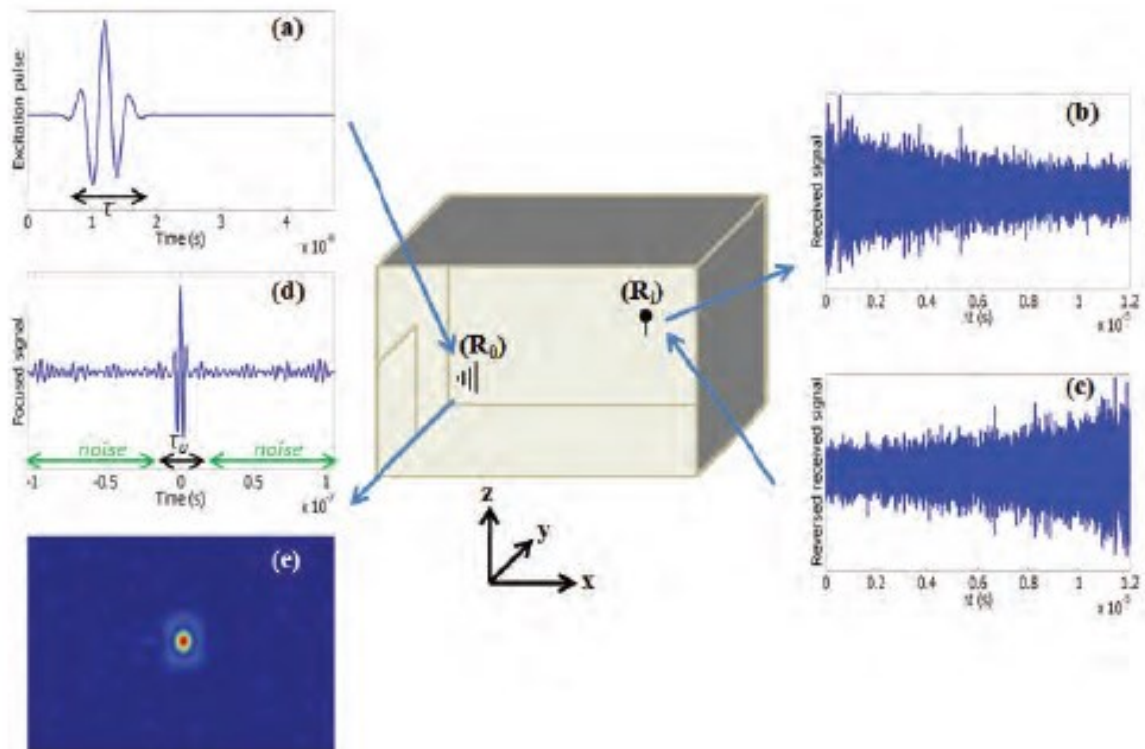 (a)
Excitation pulse
τ
0 1 2 3 4
Time (s)
(b)
Received signal
0 0.2 0.4 0.6 0.8 1 1.2
(d)
Focused signal
noise
noise
-1 -0.5 0 0.5 1
Time (s)
(R₀)
(Rᵢ)
(c)
Reversed received signal
0 0.2 0.4 0.6 0.8 1 1.2
z
y
x
(e)